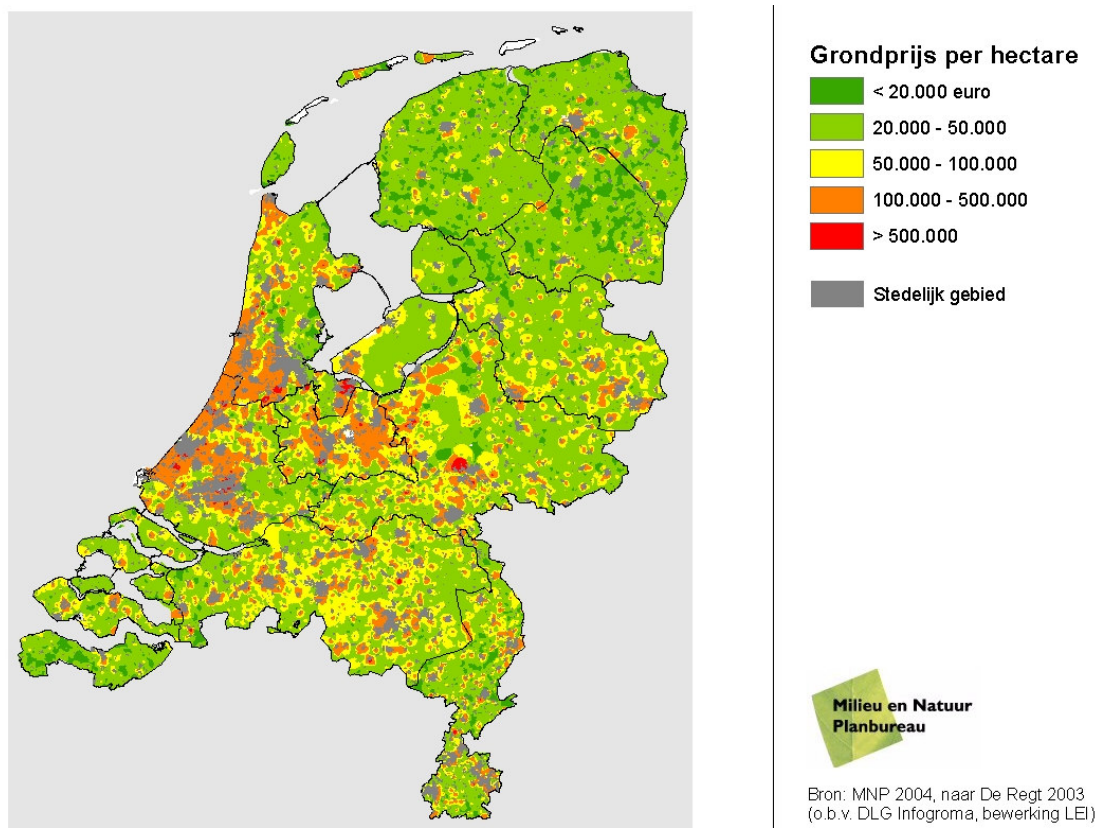 Grondprijs per hectare
< 20.000 euro
20.000 - 50.000
50.000 - 100.000
100.000 - 500.000
> 500.000
Stedelijk gebied
Milieu en Natuur
Planbureau
Bron: MNP 2004, naar De Regt 2003
(o.b.v. DLG Infogroma, bewerking LEI)